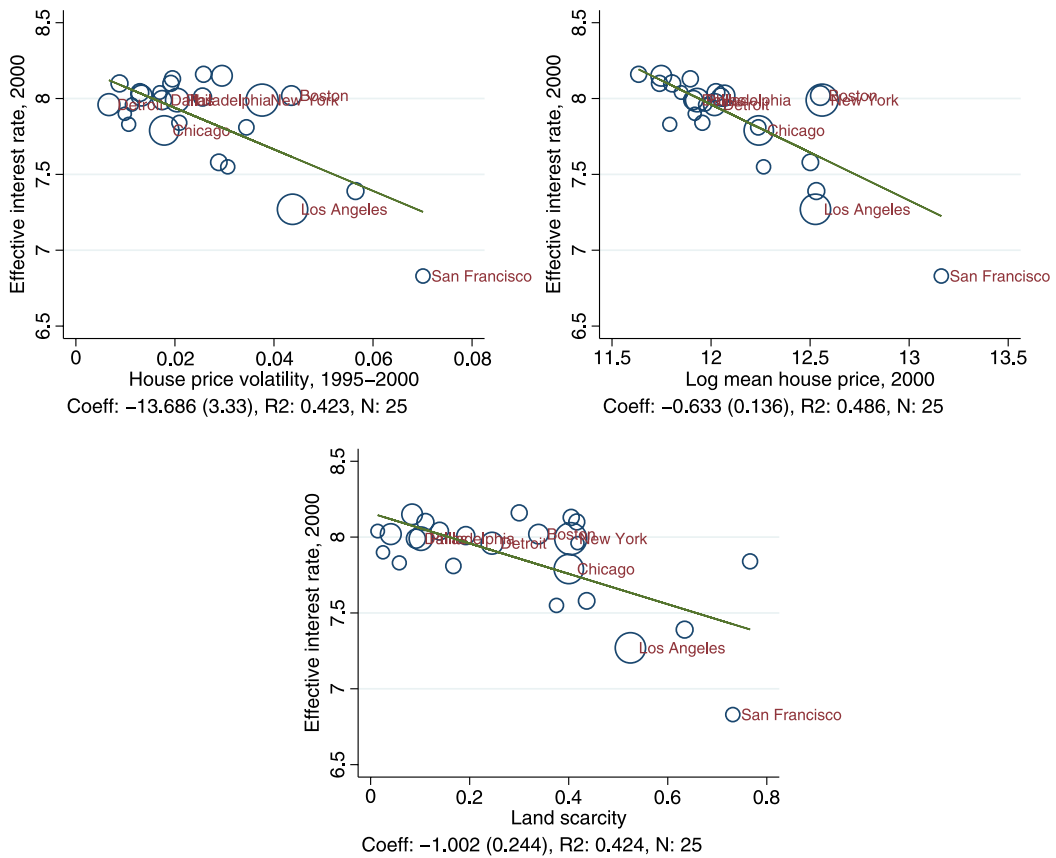 Effective interest rate, 2000
8.5
8
7.5
7
6.5
Detroit
Dallas
Philadelphia
New York
Boston
Chicago
Los Angeles
San Francisco
0 0.02 0.04 0.06 0.08
House price volatility, 1995−2000
Coeff: −13.686 (3.33), R2: 0.423, N: 25
Effective interest rate, 2000
8.5
8
7.5
7
6.5
Philadelphia
Detroit
Boston
New York
Chicago
Los Angeles
San Francisco
11.5 12 12.5 13 13.5
Log mean house price, 2000
Coeff: −0.633 (0.136), R2: 0.486, N: 25
Effective interest rate, 2000
8.5
8
7.5
7
6.5
Dallas
Philadelphia
Detroit
Boston
New York
Chicago
Los Angeles
San Francisco
0 0.2 0.4 0.6 0.8
Land scarcity
Coeff: −1.002 (0.244), R2: 0.424, N: 25